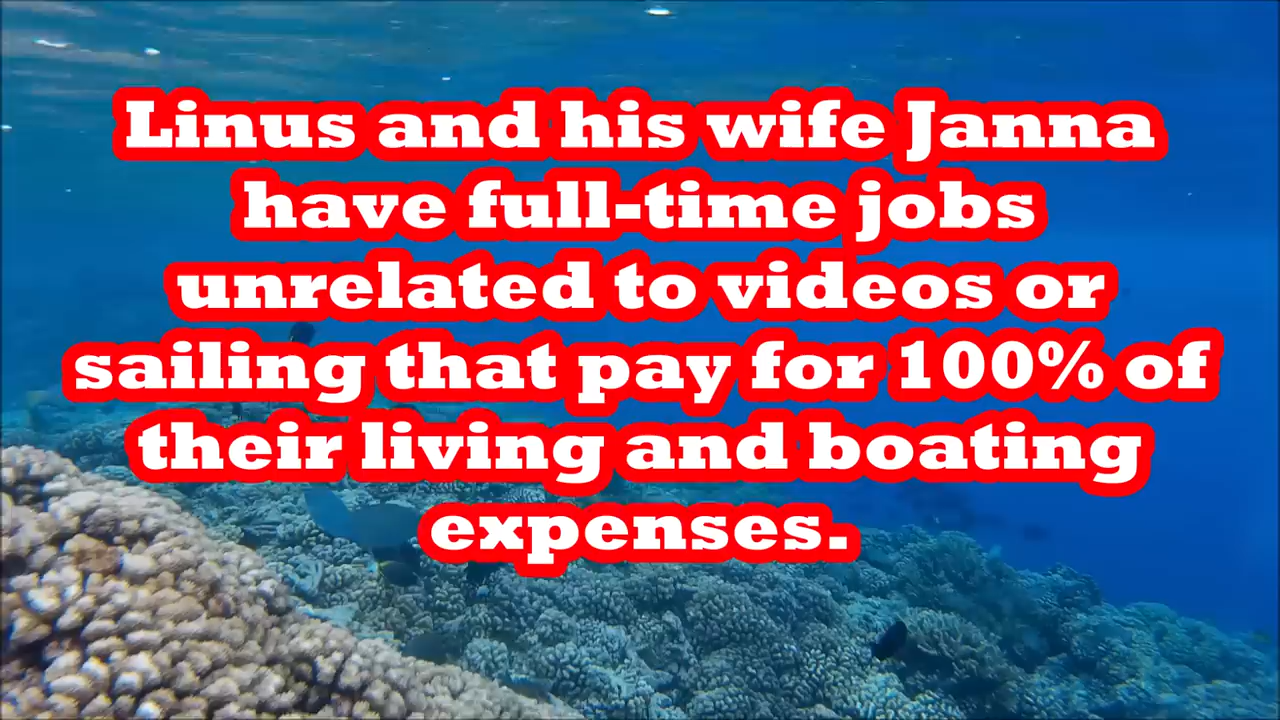 Linus and his wife Janna
have full-time jobs
unrelated to videos or
sailing that pay for 100% of
their living and boating
expenses.